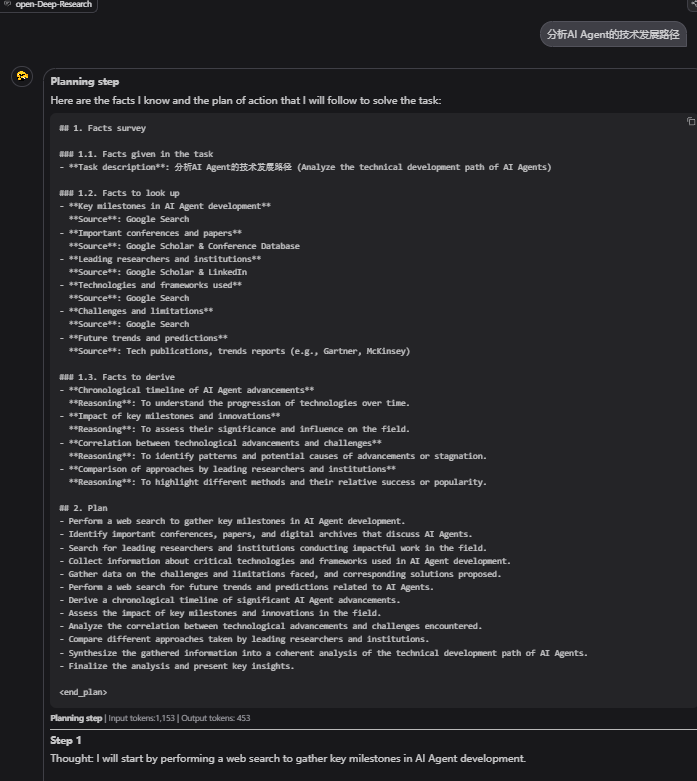 open-Deep-Research
分析AI Agent的技术发展路径
Planning step
Here are the facts I know and the plan of action that I will follow to solve the task:
## 1. Facts survey
### 1.1. Facts given in the task
- **Task description**: 分析AI Agent的技术发展路径 (Analyze the technical development path of AI Agents)
### 1.2. Facts to look up
- **Key milestones in AI Agent development**
**Source**: Google Search
- **Important conferences and papers**
**Source**: Google Scholar & Conference Database
- **Leading researchers and institutions**
**Source**: Google Scholar & LinkedIn
- **Technologies and frameworks used**
**Source**: Google Search
- **Challenges and limitations**
**Source**: Google Search
- **Future trends and predictions**
**Source**: Tech publications, trends reports (e.g., Gartner, McKinsey)
### 1.3. Facts to derive
- **Chronological timeline of AI Agent advancements**
**Reasoning**: To understand the progression of technologies over time.
- **Impact of key milestones and innovations**
**Reasoning**: To assess their significance and influence on the field.
- **Correlation between technological advancements and challenges**
**Reasoning**: To identify patterns and potential causes of advancements or stagnation.
- **Comparison of approaches by leading researchers and institutions**
**Reasoning**: To highlight different methods and their relative success or popularity.
## 2. Plan
- Perform a web search to gather key milestones in AI Agent development.
- Identify important conferences, papers, and digital archives that discuss AI Agents.
- Search for leading researchers and institutions conducting impactful work in the field.
- Collect information about critical technologies and frameworks used in AI Agent development.
- Gather data on the challenges and limitations faced, and corresponding solutions proposed.
- Perform a web search for future trends and predictions related to AI Agents.
- Derive a chronological timeline of significant AI Agent advancements.
- Assess the impact of key milestones and innovations in the field.
- Analyze the correlation between technological advancements and challenges encountered.
- Compare different approaches taken by leading researchers and institutions.
- Synthesize the gathered information into a coherent analysis of the technical development path of AI Agents.
- Finalize the analysis and present key insights.
<end_plan>
Planning step | Input tokens:1,153 | Output tokens: 453
Step 1
Thought: I will start by performing a web search to gather key milestones in AI Agent development.